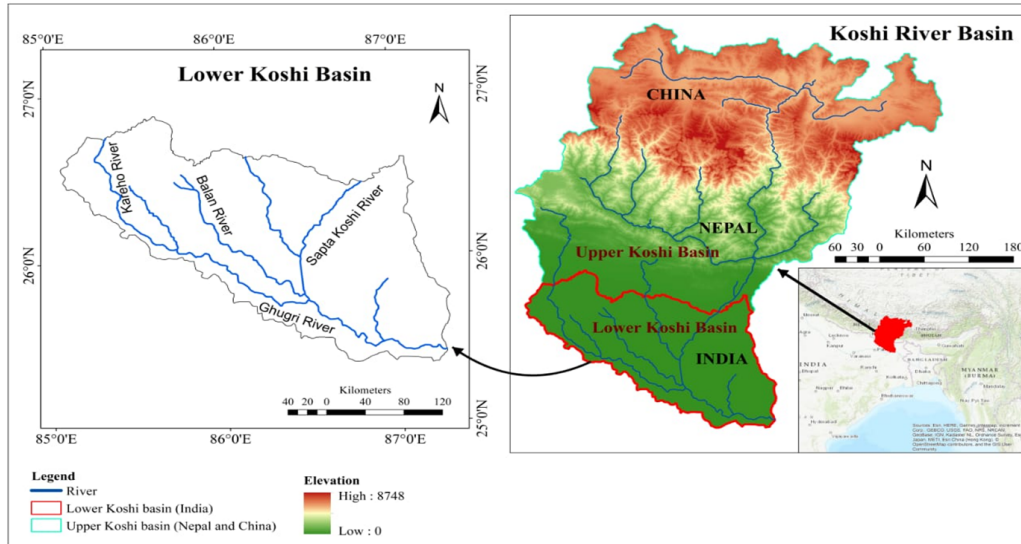 Lower Koshi Basin
85°0'E
86°0'E
87°0'E
27°0'N
26°0'N
27°0'N
26°0'N
25°0'N
N
Kareho River
Balan River
Sapta Koshi River
Ghugri River
Kilometers
40 20 0 40 80 120
85°0'E
86°0'E
87°0'E
Koshi River Basin
CHINA
NEPAL
Upper Koshi Basin
Lower Koshi Basin
INDIA
N
Kilometers
60 30 0 60 120 180
INDIA
MYANMAR
(BURMA)
Legend
River
Lower Koshi basin (India)
Upper Koshi basin (Nepal and China)
Elevation
High : 8748
Low : 0